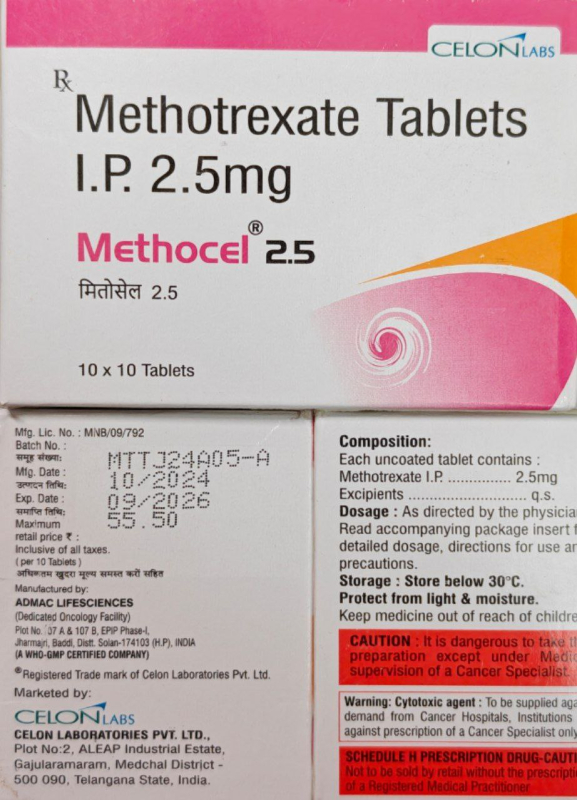 CELON LABS
Rx
Methotrexate Tablets
I.P. 2.5mg
Methocel® 2.5
मितोसेल 2.5
10 x 10 Tablets
Mfg. Lic. No. : MNB/09/792
Batch No. :
समूह संख्या:
MTTJ24A05-A
Mfg. Date :
उत्पादन तिथि:
10/2024
Exp. Date :
समाप्ति तिथि:
09/2026
Maximum
retail price ₹ :
55.50
Inclusive of all taxes.
( per 10 Tablets )
अधिकतम खुदरा मूल्य समस्त करों सहित
Manufactured by:
ADMAC LIFESCIENCES
(Dedicated Oncology Facility)
Plot No. 07 A & 107 B, EPIP Phase-I,
Jharmajri, Baddi, Distt. Solan-174103 (H.P.), INDIA
(A WHO-GMP CERTIFIED COMPANY)
®Registered Trade mark of Celon Laboratories Pvt. Ltd.
Marketed by:
CELON LABS
CELON LABORATORIES PVT. LTD.,
Plot No:2, ALEAP Industrial Estate,
Gajularamaram, Medchal District -
500 090, Telangana State, India.
Composition:
Each uncoated tablet contains :
Methotrexate I.P. ................ 2.5mg
Excipients ........................ q.s.
Dosage : As directed by the physicia
Read accompanying package insert f
detailed dosage, directions for use an
precautions.
Storage : Store below 30°C.
Protect from light & moisture.
Keep medicine out of reach of childre
CAUTION : It is dangerous to take th
preparation except under Medic
supervision of a Cancer Specialist.
Warning: Cytotoxic agent : To be supplied aga
demand from Cancer Hospitals, Institutions
against prescription of a Cancer Specialist only
SCHEDULE H PRESCRIPTION DRUG-CAUTI
Not to be sold by retail without the prescripti
of a Registered Medical Practitioner